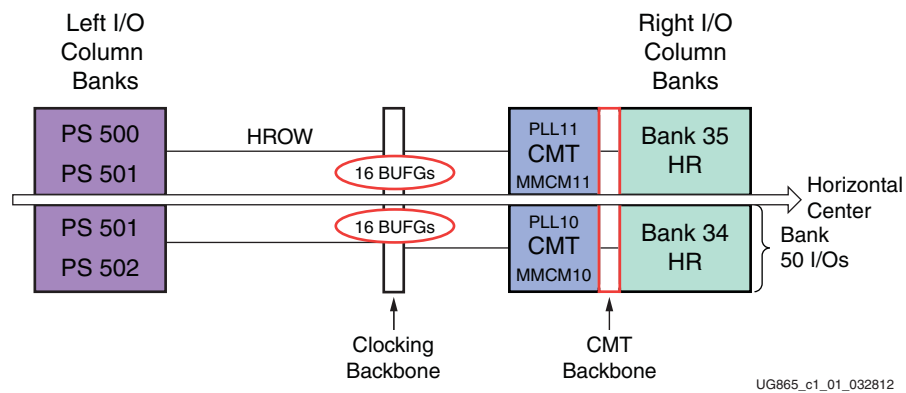 Left I/O
Column
Banks
Right I/O
Column
Banks
PS 500
PS 501
HROW
16 BUFGs
PLL11
CMT
MMCM11
Bank 35
HR
Horizontal
Center
PS 501
PS 502
16 BUFGs
PLL10
CMT
MMCM10
Bank 34
HR
Bank
50 I/Os
Clocking
Backbone
CMT
Backbone
UG865_c1_01_032812